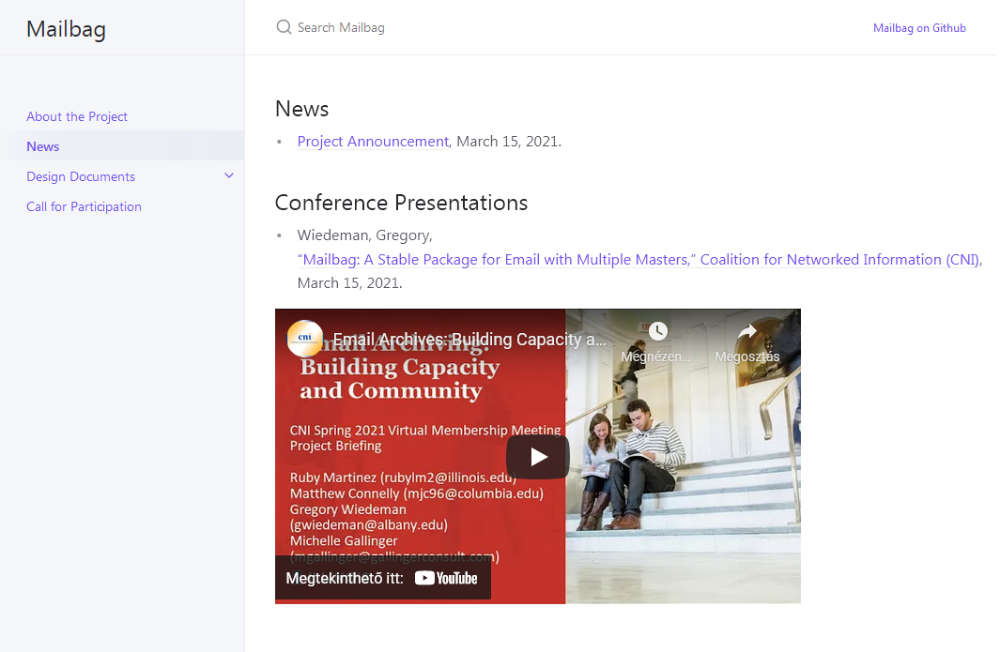 Mailbag
Search Mailbag
Mailbag on Github
About the Project
News
Design Documents
Call for Participation
News
Project Announcement, March 15, 2021.
Conference Presentations
Wiedeman, Gregory,
“Mailbag: A Stable Package for Email with Multiple Masters,” Coalition for Networked Information (CNI),
March 15, 2021.
cni
Email Archives: Building Capacity a...
Megnézen...
Megosztás
Email Archiving:
Building Capacity
and Community
CNI Spring 2021 Virtual Membership Meeting
Project Briefing
Ruby Martinez (rubylm2@illinois.edu)
Matthew Connelly (mjc96@columbia.edu)
Gregory Wiedeman
(gwiedeman@albany.edu)
Michelle Gallinger
(mgallinger@gallingerconsult.com)
Megtekinthető itt: YouTube